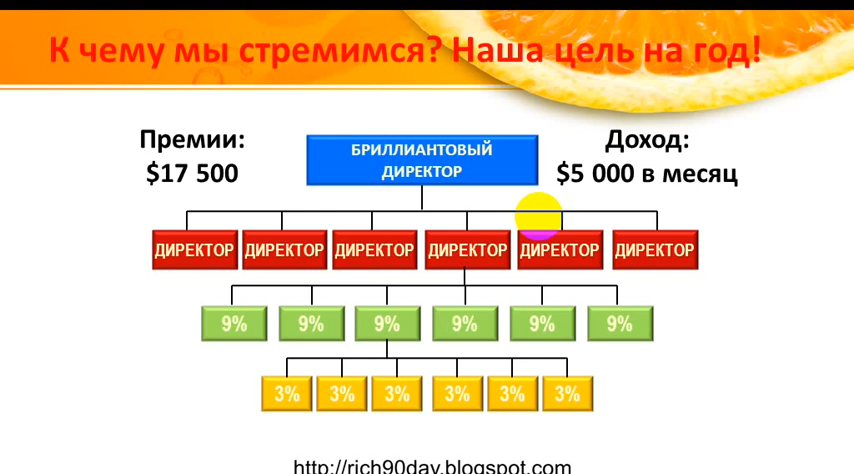 К чему мы стремимся? Наша цель на год!
Премии:
$17 500
БРИЛЛИАНТОВЫЙ
ДИРЕКТОР
Доход:
$5 000 в месяц
ДИРЕКТОР ДИРЕКТОР ДИРЕКТОР ДИРЕКТОР ДИРЕКТОР ДИРЕКТОР
9% 9% 9% 9% 9% 9%
3% 3% 3% 3% 3% 3%
http://rich90day.blogspot.com